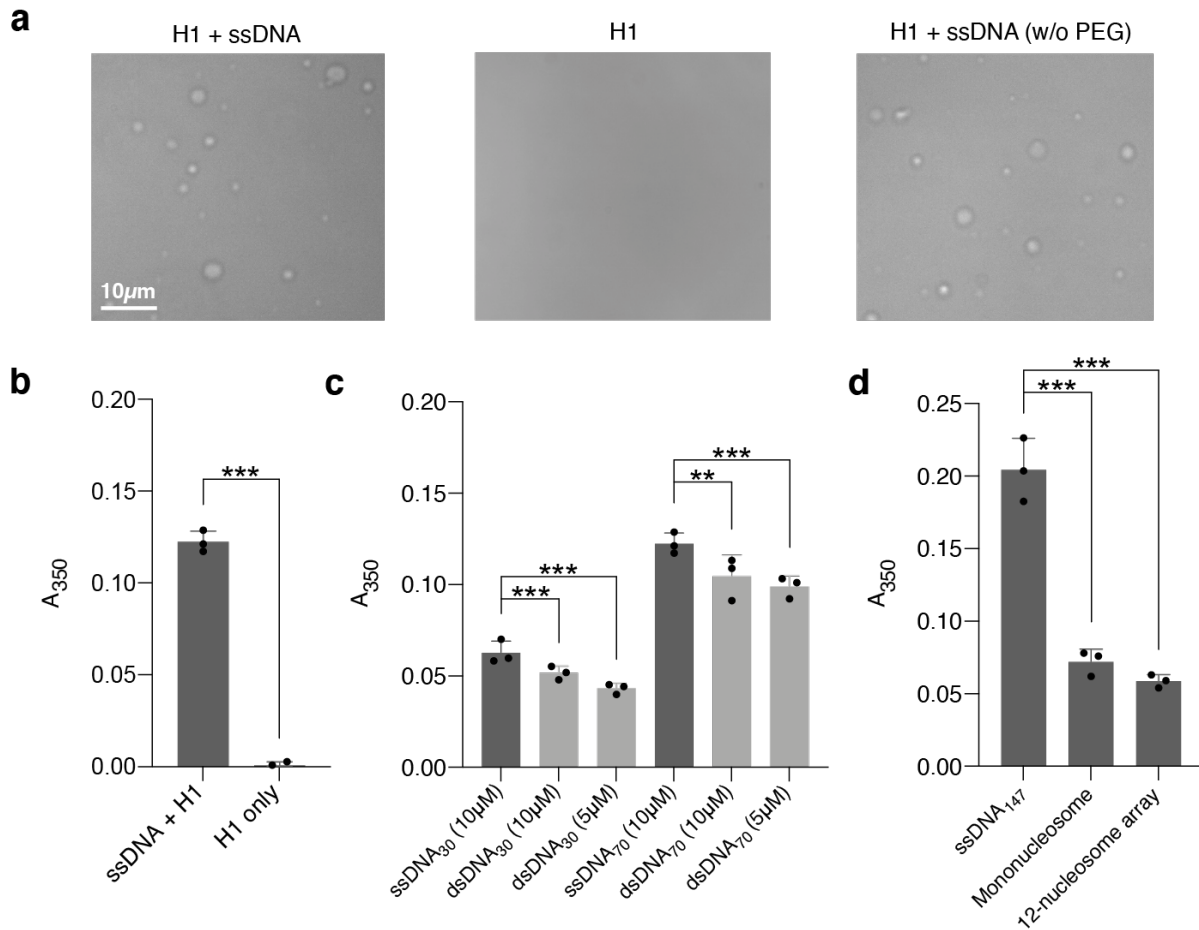 a
H1 + ssDNA
H1
H1 + ssDNA (w/o PEG)
10µm
b
A350
0.20
0.15
0.10
0.05
0.00
***
ssDNA + H1
H1 only
c
A350
0.20
0.15
0.10
0.05
0.00
***
***
***
**
ssDNA30 (10µM)
dsDNA30 (10µM)
dsDNA30 (5µM)
ssDNA70 (10µM)
dsDNA70 (10µM)
dsDNA70 (5µM)
d
A350
0.25
0.20
0.15
0.10
0.05
0.00
***
***
ssDNA147
Mononucleosome
12-nucleosome array